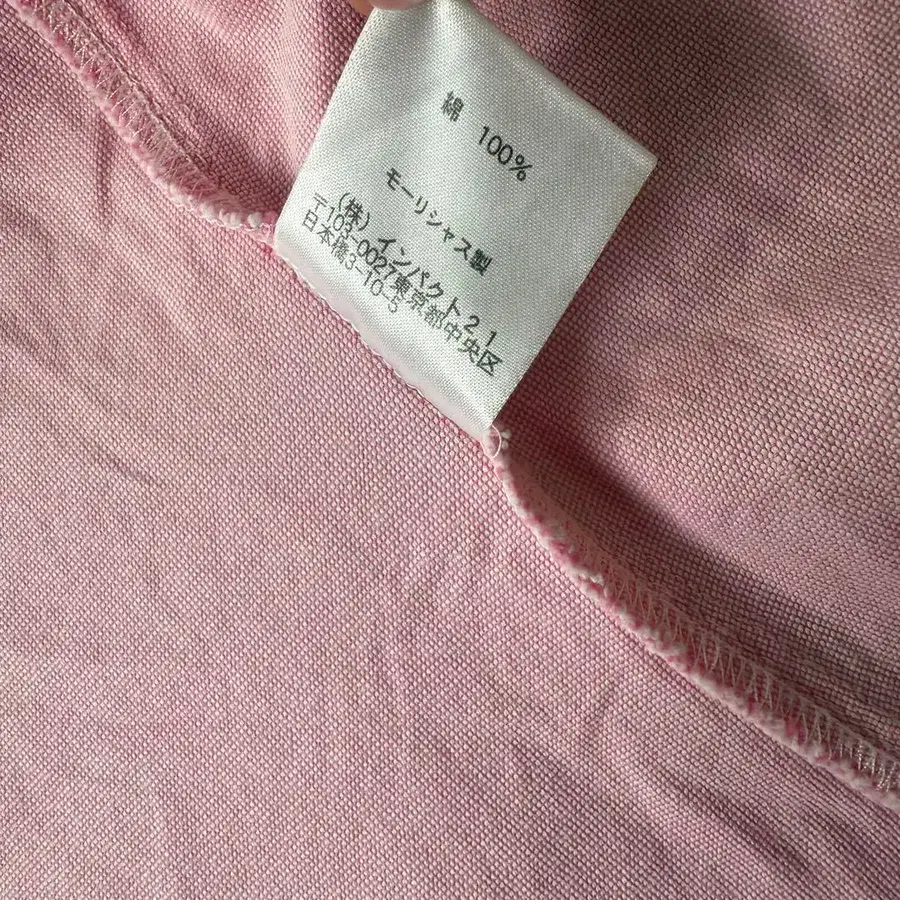 綿 100%
モーリシャス製
(株) インパクト21
〒103-0027東京都中央区
日本橋3-10-5